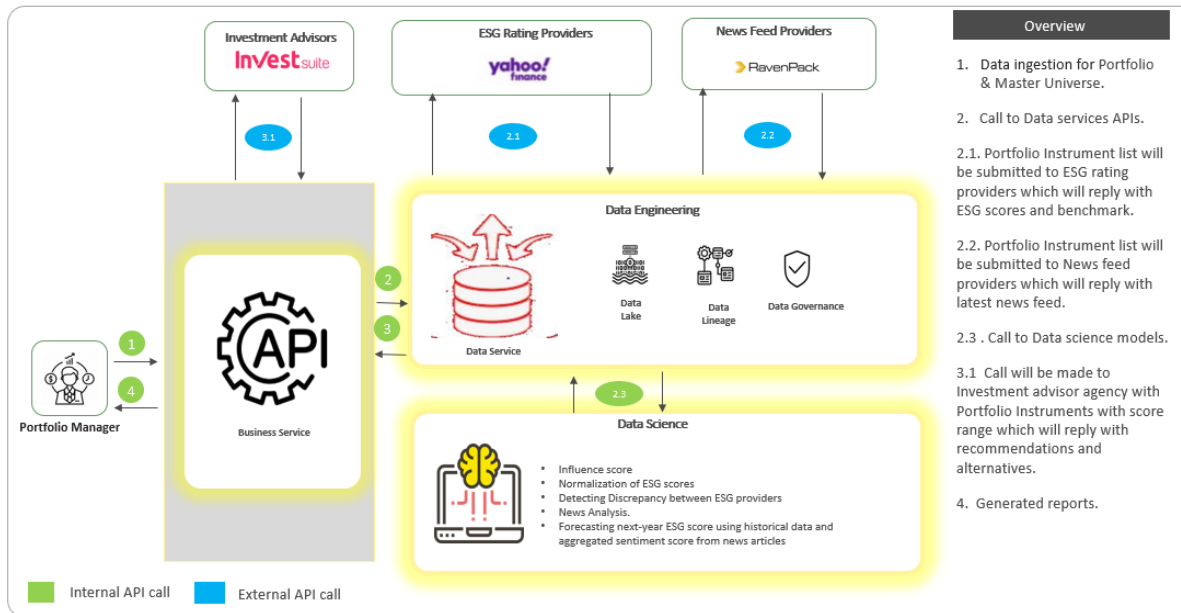 Investment Advisors
Investsuite
ESG Rating Providers
yahoo!
finance
News Feed Providers
RavenPack
3.1
2.1
2.2
Data Engineering
Data Service
Data
Lake
Data
Lineage
Data Governance
2
3
API
Business Service
1
4
Portfolio Manager
2.3
Data Science
• Influence score
• Normalization of ESG scores
• Detecting Discrepancy between ESG providers
• News Analysis.
• Forecasting next-year ESG score using historical data and
aggregated sentiment score from news articles
Internal API call
External API call
Overview
1. Data ingestion for Portfolio
& Master Universe.
2. Call to Data services APIs.
2.1. Portfolio Instrument list will
be submitted to ESG rating
providers which will reply with
ESG scores and benchmark.
2.2. Portfolio Instrument list will
be submitted to News feed
providers which will reply with
latest news feed.
2.3 . Call to Data science models.
3.1 Call will be made to
Investment advisor agency with
Portfolio Instruments with score
range which will reply with
recommendations and
alternatives.
4. Generated reports.